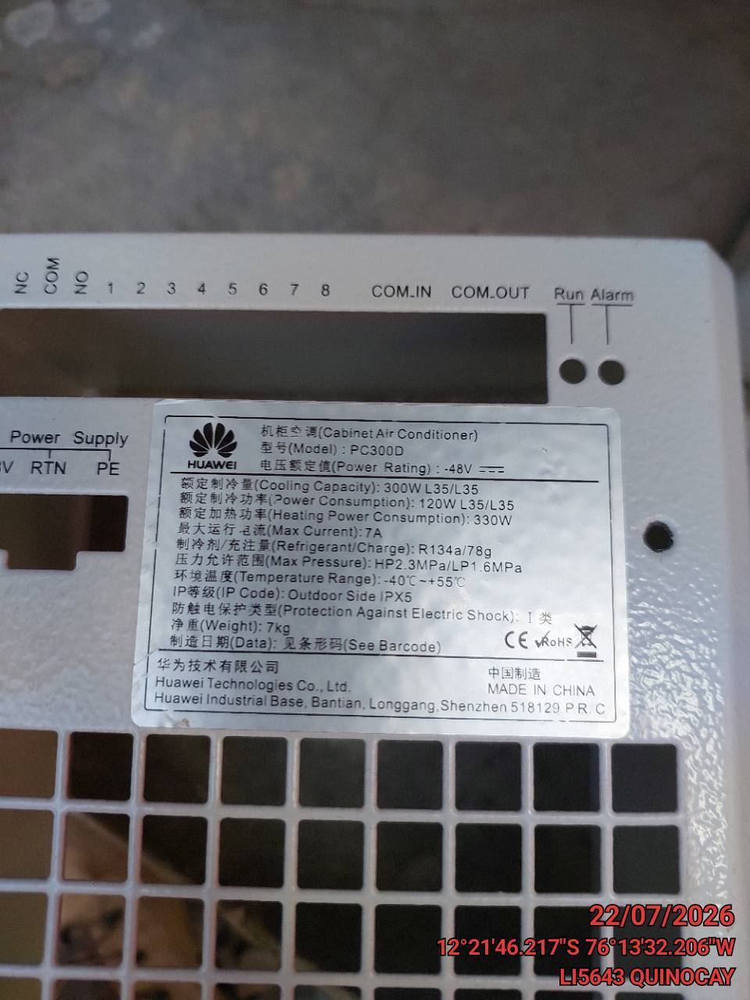 NC COM NO 1 2 3 4 5 6 7 8 COM_IN COM_OUT Run Alarm
Power Supply
RTN PE
HUAWEI
机柜空调(Cabinet Air Conditioner)
型号(Model) : PC300D
电压额定值(Power Rating) : -48V
额定制冷量(Cooling Capacity): 300W L35/L35
额定制冷功率(Power Consumption): 120W L35/L35
额定加热功率(Heating Power Consumption): 330W
最大运行电流(Max Current): 7A
制冷剂/充注量(Refrigerant/Charge): R134a/78g
压力允许范围(Max Pressure): HP2.3MPa/LP1.6MPa
环境温度(Temperature Range): -40℃~+55℃
IP等级(IP Code): Outdoor Side IPX5
防触电保护类型(Protection Against Electric Shock): I 类
净重(Weight): 7kg
制造日期(Data): 见条形码(See Barcode)
CE RoHS
华为技术有限公司
Huawei Technologies Co., Ltd.
Huawei Industrial Base, Bantian, Longgang, Shenzhen 518129 P.R.C
中国制造
MADE IN CHINA
22/07/2026
12°21'46.217"S 76°13'32.206"W
LI5643 QUINOCAY